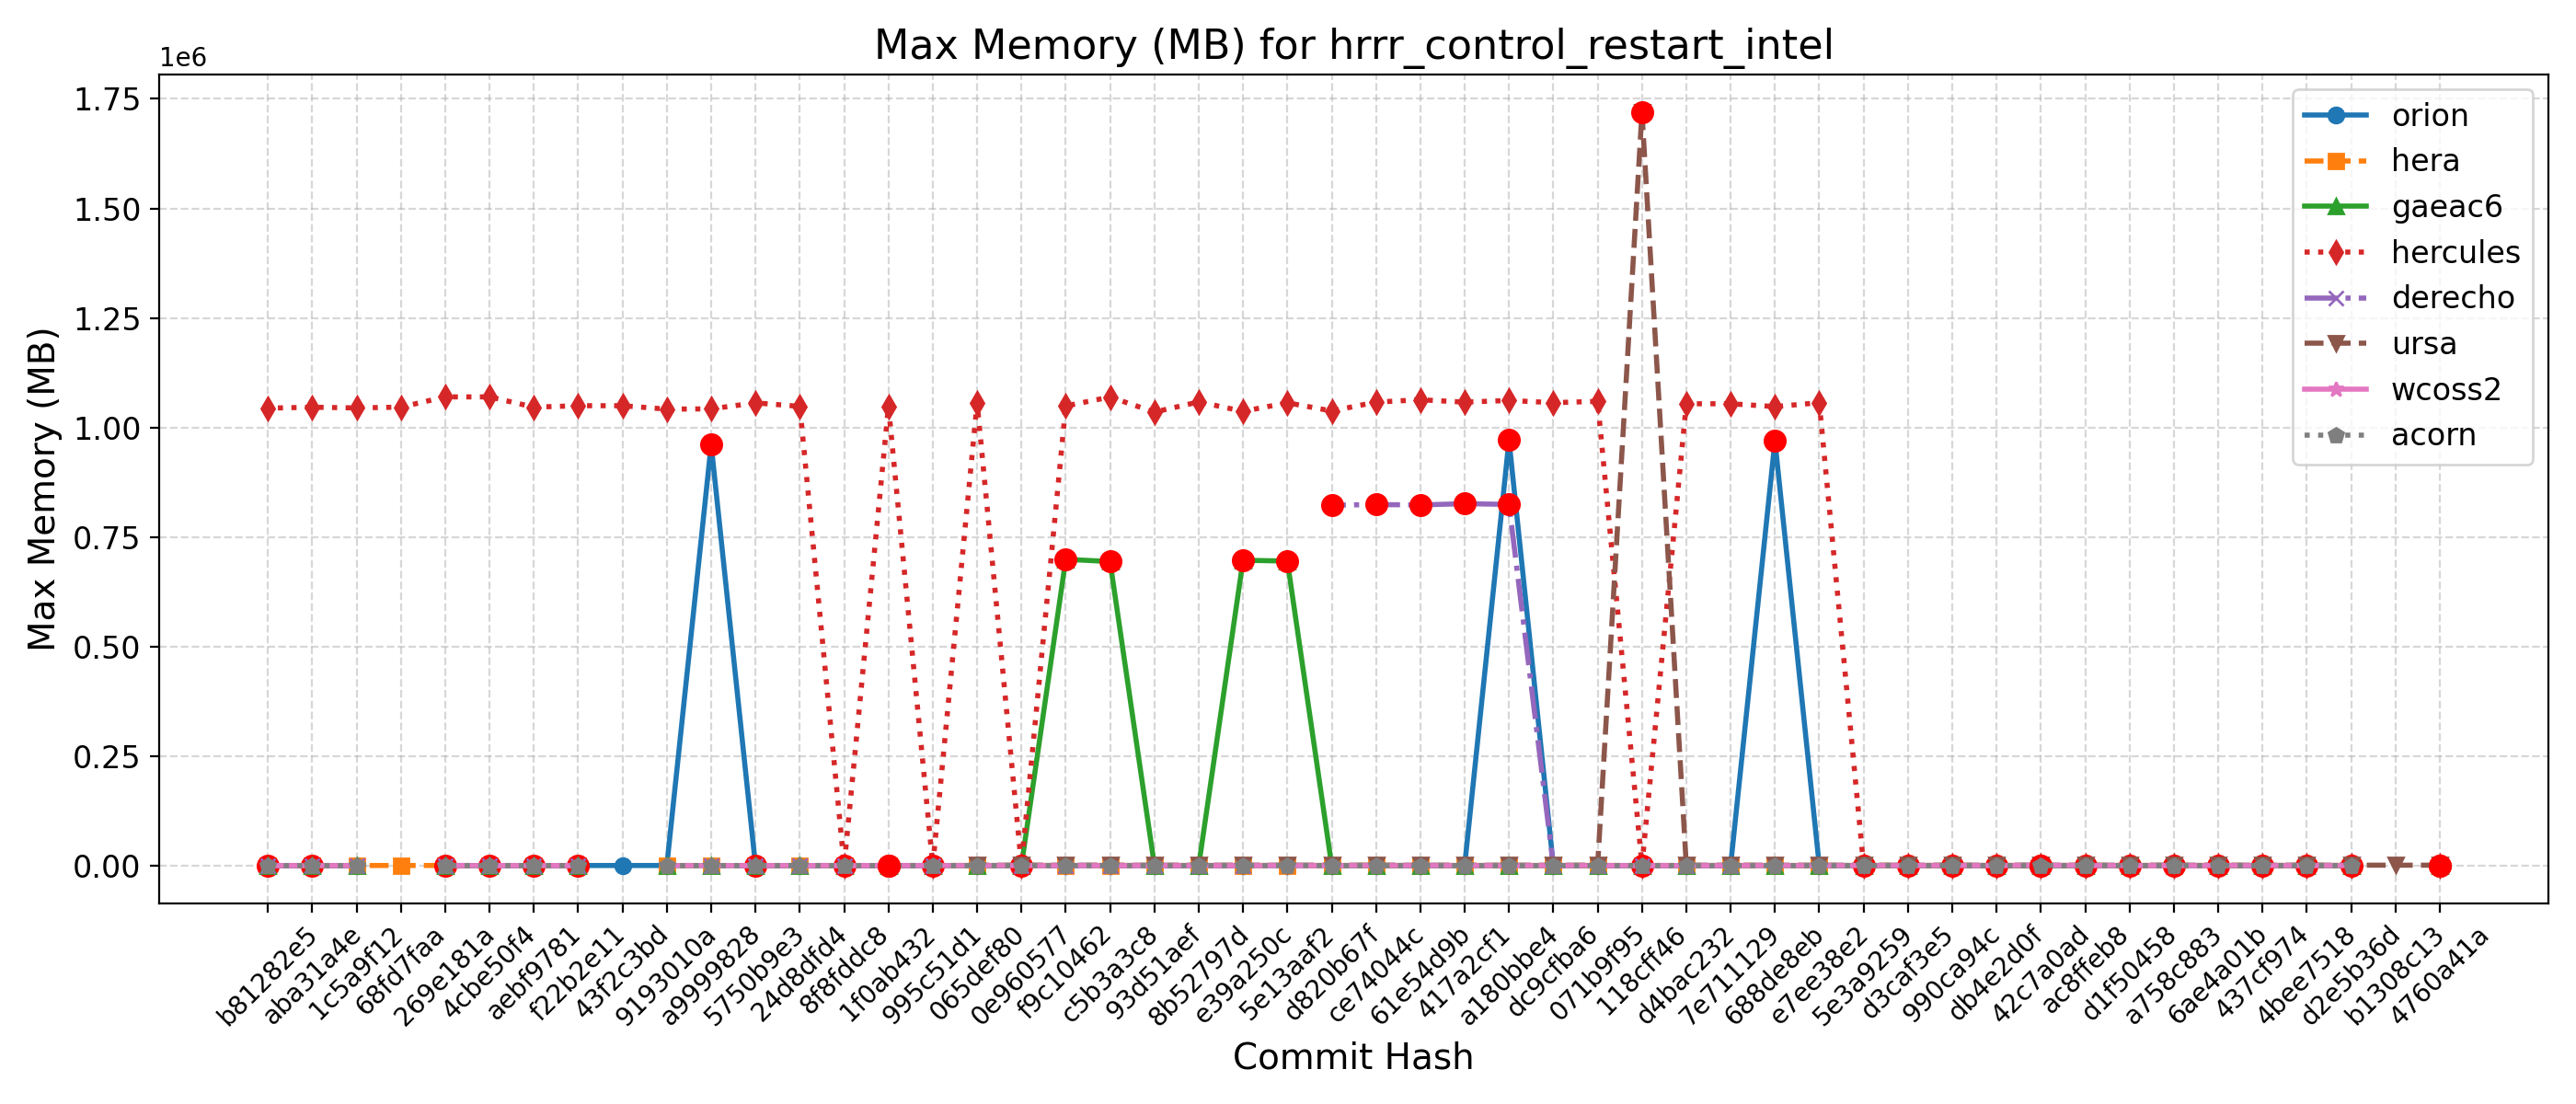 Max Memory (MB) for hrrr_control_restart_intel
1e6
1.75
1.50
1.25
1.00
0.75
0.50
0.25
0.00
Max Memory (MB)
orion
hera
gaeac6
hercules
derecho
ursa
wcoss2
acorn
b81282e5
aba31a4e
1c5a9f12
68fd7faa
269e181a
4cbe50f4
aebf9781
f22b2e11
43f2c3bd
9193010a
a9999828
5750b9e3
24d8dfd4
8f8fddc8
1f0ab432
995c51d1
065def80
0e960577
f9c10462
c5b3a3c8
93d51aef
8b52797d
e39a250c
5e13aaf2
d820b67f
ce74044c
61e54d9b
417a2cf1
a180bbe4
dc9cfba6
071b9f95
118cff46
d4bac232
7e711129
688de8eb
e7ee38e2
5e3a9259
d3caf3e5
990ca94c
db4e2d0f
42c7a0ad
ac8ffeb8
d1f50458
a758c883
6ae4a01b
437cf974
4bee7518
d2e5b36d
b1308c13
4760a41a
Commit Hash